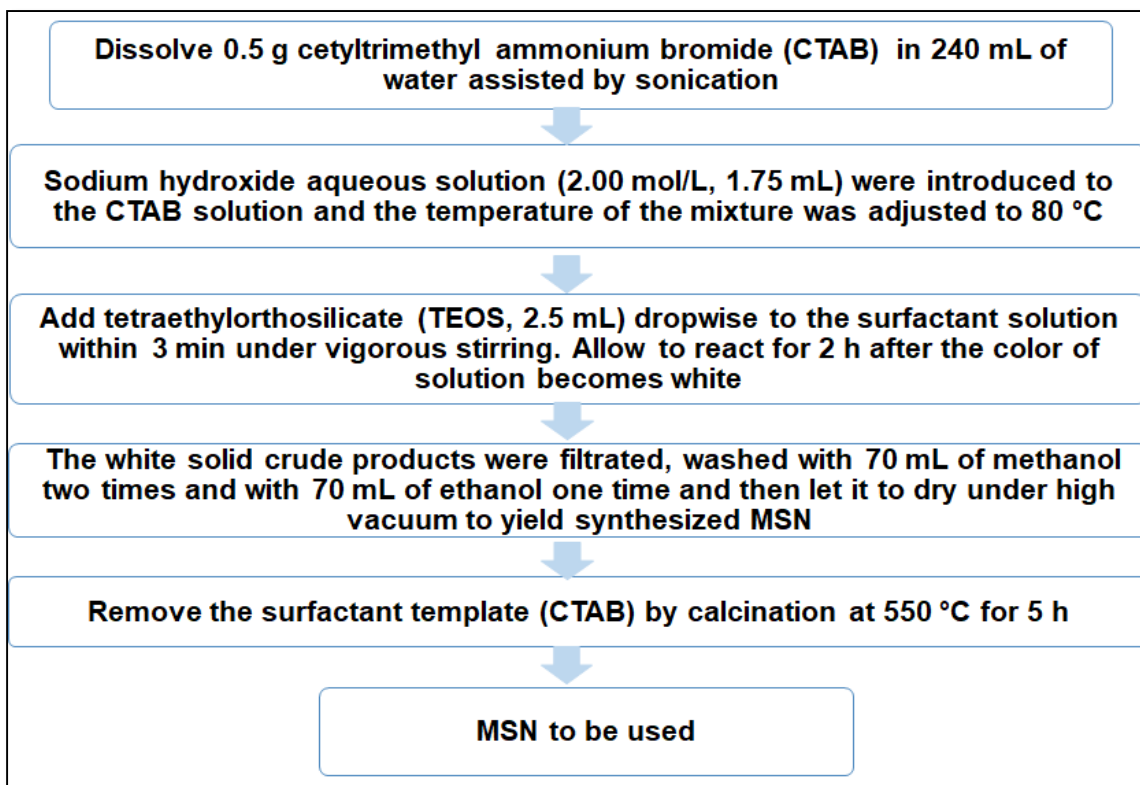 Dissolve 0.5 g cetyltrimethyl ammonium bromide (CTAB) in 240 mL of
water assisted by sonication
Sodium hydroxide aqueous solution (2.00 mol/L, 1.75 mL) were introduced to
the CTAB solution and the temperature of the mixture was adjusted to 80 °C
Add tetraethylorthosilicate (TEOS, 2.5 mL) dropwise to the surfactant solution
within 3 min under vigorous stirring. Allow to react for 2 h after the color of
solution becomes white
The white solid crude products were filtrated, washed with 70 mL of methanol
two times and with 70 mL of ethanol one time and then let it to dry under high
vacuum to yield synthesized MSN
Remove the surfactant template (CTAB) by calcination at 550 °C for 5 h
MSN to be used